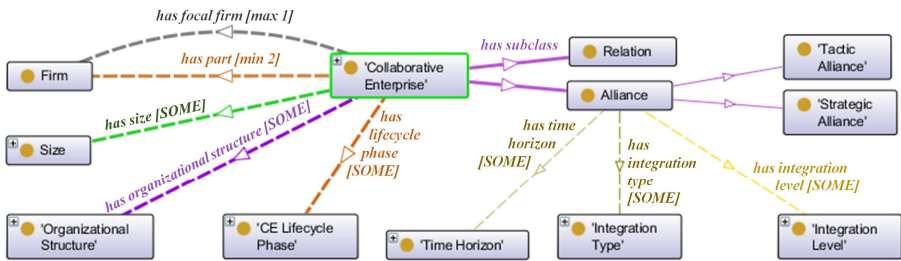 has focal firm [max 1]
Firm
has part [min 2]
'Collaborative
Enterprise'
has subclass
Relation
Alliance
'Tactic
Alliance'
'Strategic
Alliance'
has size [SOME]
Size
has organizational structure [SOME]
has
lifecycle
phase
[SOME]
has time
horizon
[SOME]
has
integration
type
[SOME]
has integration
level [SOME]
'Organizational
Structure'
'CE Lifecycle
Phase'
'Time Horizon'
'Integration
Type'
'Integration
Level'